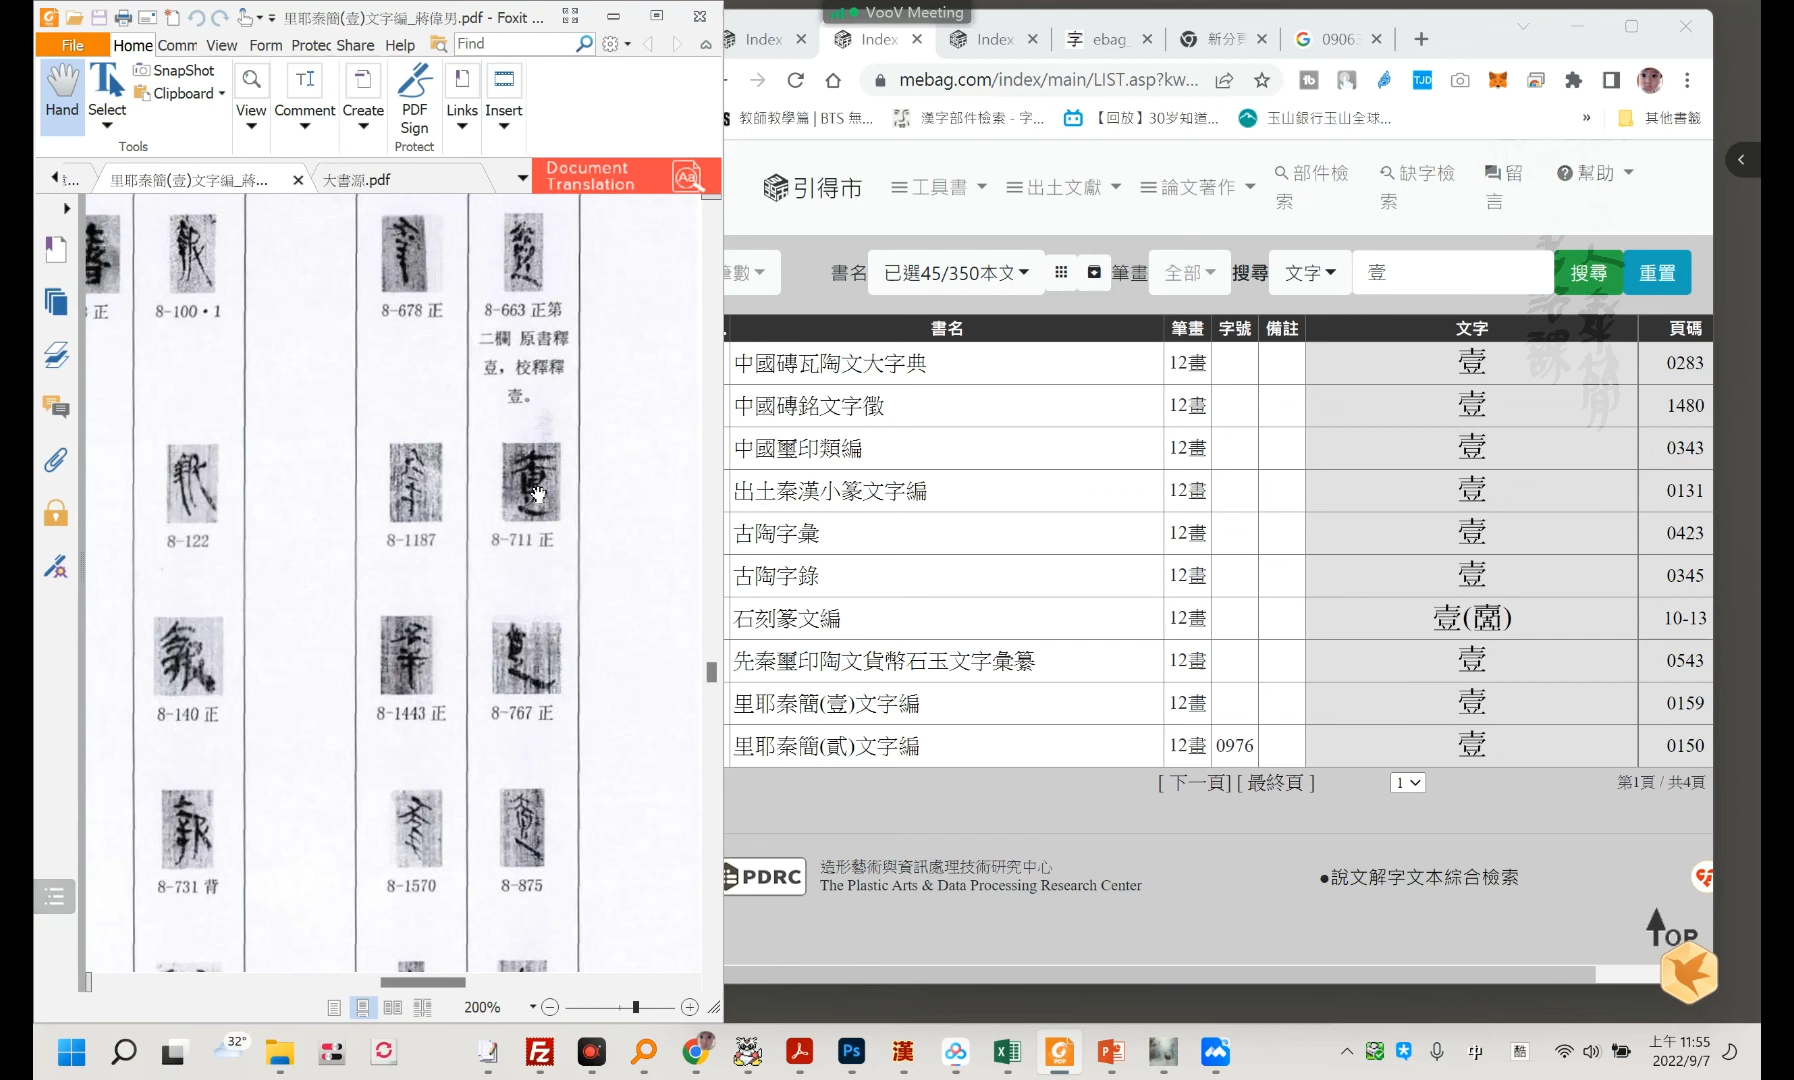 里耶秦簡(壹)文字編_蔣偉男.pdf - Foxit ...
File Home Comm View Form Protec Share Help Find
Hand Select SnapShot Clipboard View Comment Create PDF Sign Links Insert
Tools Protect
里耶秦簡(壹)文字編_蔣... 大書源.pdf
Document Translation
正 8-100·1 8-678 正 8-663 正第
二欄 原書釋
壴，校釋釋
壹。
8-122 8-1187 8-711 正
8-140 正 8-1443 正 8-767 正
8-731 背 8-1570 8-875
200%
VooV Meeting
Index Index Index ebag 新分頁 0906
mebag.com/index/main/LIST.asp?kw...
教師教學篇 | BTS 無... 漢字部件檢索 - 字... 【回放】30岁知道... 玉山銀行玉山全球... » 其他書籤
引得市 工具書 出土文獻 論文著作 部件檢索 缺字檢索 留言 幫助
筆數 書名 已選45/350本文 筆畫 全部 搜尋 文字 壹 搜尋 重置
書名 筆畫 字號 備註 文字 頁碼
中國磚瓦陶文大字典 12畫 壹 0283
中國磚銘文字徵 12畫 壹 1480
中國璽印類編 12畫 壹 0343
出土秦漢小篆文字編 12畫 壹 0131
古陶字彙 12畫 壹 0423
古陶字錄 12畫 壹 0345
石刻篆文編 12畫 10-13
先秦璽印陶文貨幣石玉文字彙纂 12畫 壹 0543
里耶秦簡(壹)文字編 12畫 壹 0159
里耶秦簡(貳)文字編 12畫 0976 壹 0150
[ 下一頁] [ 最終頁 ] 1 第1頁 / 共4頁
PDRC 造形藝術與資訊處理技術研究中心
The Plastic Arts & Data Processing Research Center
●說文解字文本綜合檢索
TOP
32° 中 酷 上午 11:55
2022/9/7